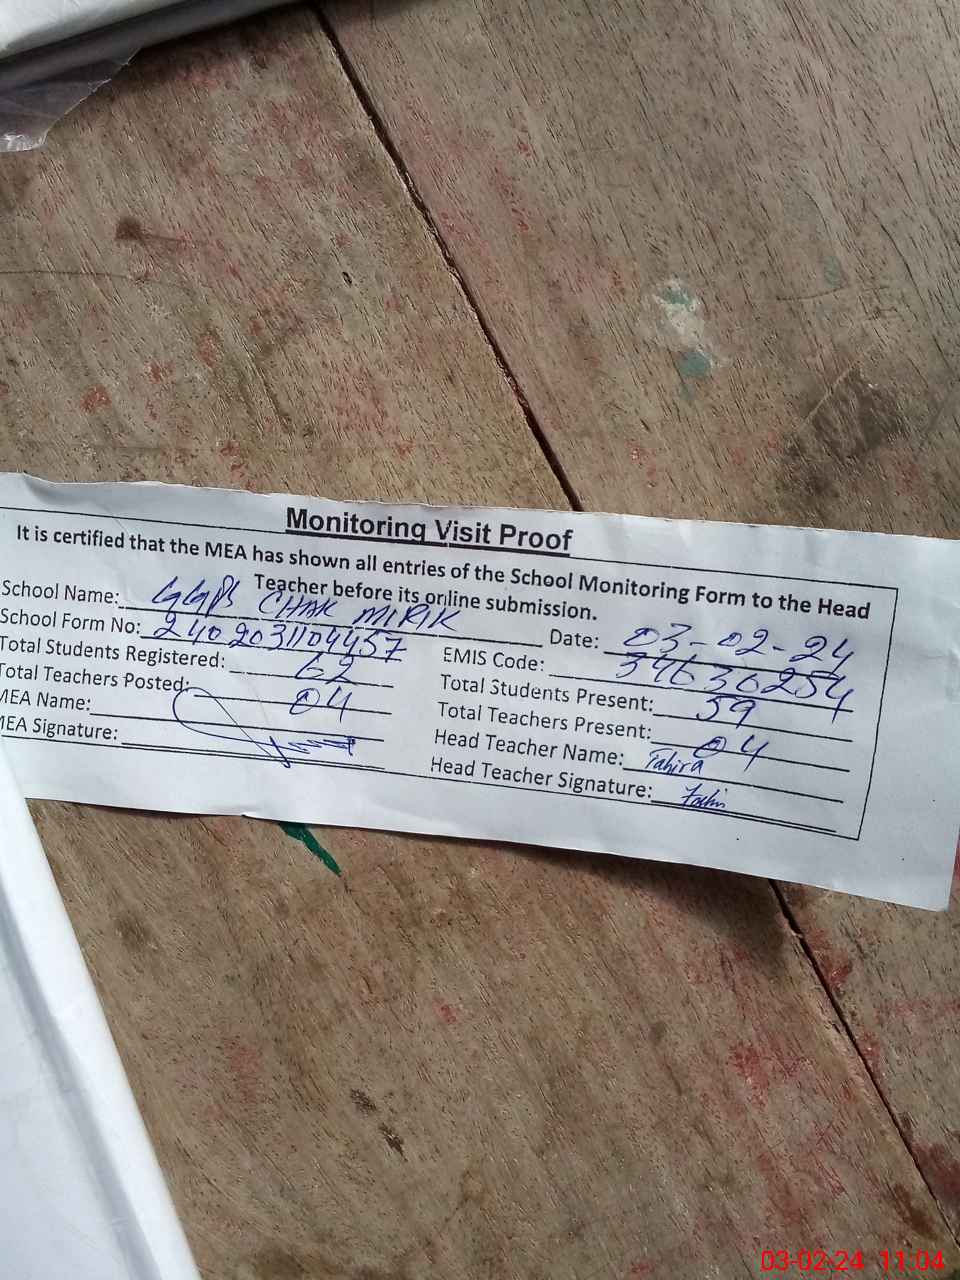 Monitoring Visit Proof
It is certified that the MEA has shown all entries of the School Monitoring Form to the Head
Teacher before its online submission.
School Name: GGPS CHAK MIRIK Date: 03-02-24
School Form No: 2402031104457 EMIS Code: 34636254
Total Students Registered: 62 Total Students Present: 59
Total Teachers Posted: 04 Total Teachers Present: 04
MEA Name: Head Teacher Name: Tahira
MEA Signature: Head Teacher Signature:
03-02-24 11:04